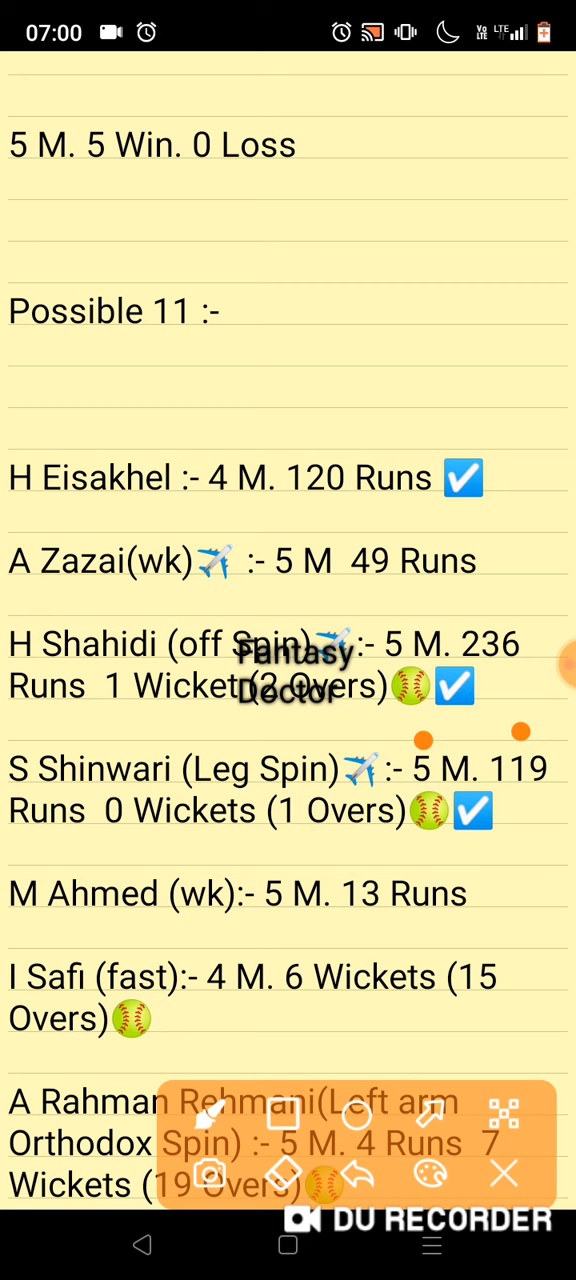 07:00
VoLTE LTE
5 M. 5 Win. 0 Loss
Possible 11 :-
H Eisakhel :- 4 M. 120 Runs ☑️
A Zazai(wk)✈️ :- 5 M 49 Runs
H Shahidi (off Spin)✈️:- 5 M. 236
Runs 1 Wicket (2 Overs)🥎☑️
Fantasy
Doctor
S Shinwari (Leg Spin)✈️:- 5 M. 119
Runs 0 Wickets (1 Overs)🥎☑️
M Ahmed (wk):- 5 M. 13 Runs
I Safi (fast):- 4 M. 6 Wickets (15
Overs)🥎
A Rahman Rehmani(Left arm
Orthodox Spin) :- 5 M. 4 Runs 7
Wickets (19 Overs)🥎
DU RECORDER